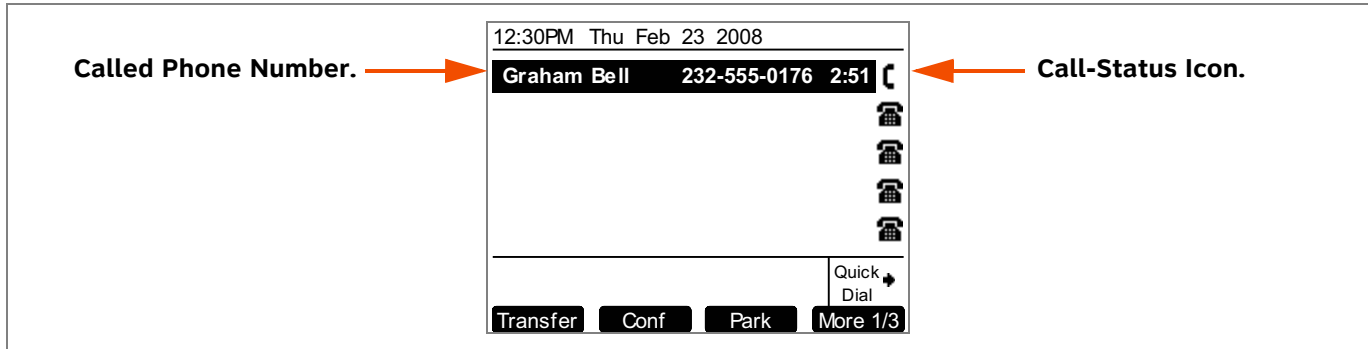 12:30PM Thu Feb 23 2008
Called Phone Number.
Graham Bell 232-555-0176 2:51
Call-Status Icon.
Quick
Dial
Transfer Conf Park More 1/3